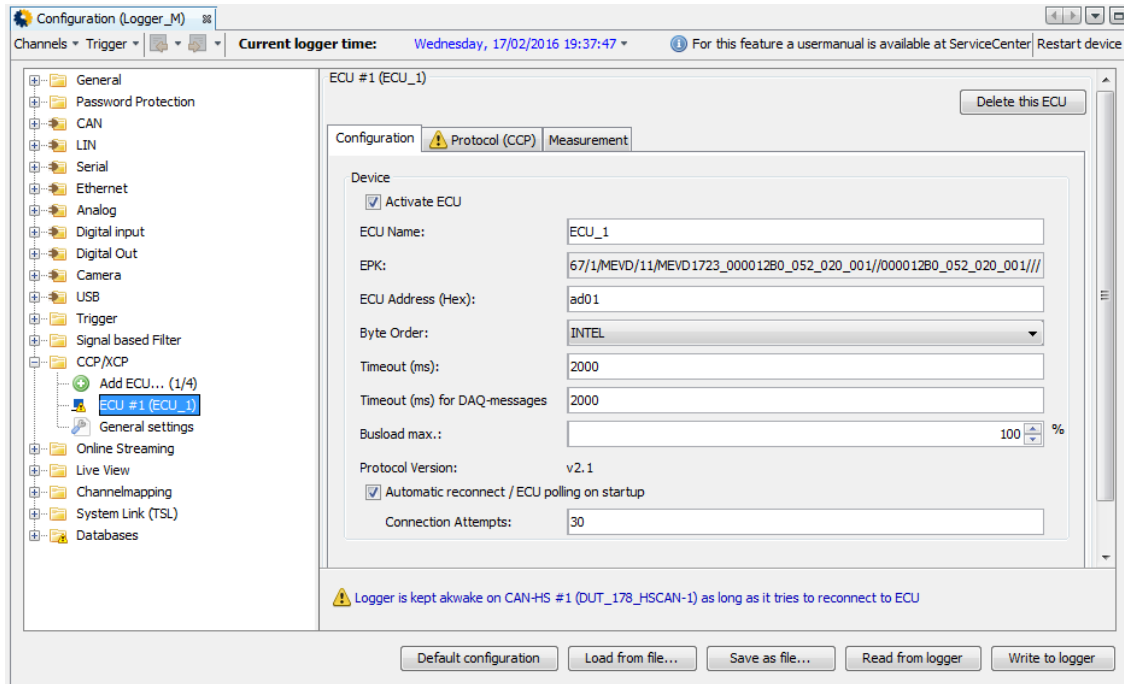 Configuration (Logger_M)
Channels Trigger Current logger time: Wednesday, 17/02/2016 19:37:47 For this feature a usermanual is available at ServiceCenter Restart device
General
Password Protection
CAN
LIN
Serial
Ethernet
Analog
Digital input
Digital Out
Camera
USB
Trigger
Signal based Filter
CCP/XCP
Add ECU... (1/4)
ECU #1 (ECU_1)
General settings
Online Streaming
Live View
Channelmapping
System Link (TSL)
Databases
ECU #1 (ECU_1)
Delete this ECU
Configuration Protocol (CCP) Measurement
Device
Activate ECU
ECU Name: ECU_1
EPK: 67/1/MEVD/11/MEVD1723_000012B0_052_020_001//000012B0_052_020_001///
ECU Address (Hex): ad01
Byte Order: INTEL
Timeout (ms): 2000
Timeout (ms) for DAQ-messages 2000
Busload max.: 100 %
Protocol Version: v2.1
Automatic reconnect / ECU polling on startup
Connection Attempts: 30
Logger is kept akwake on CAN-HS #1 (DUT_178_HSCAN-1) as long as it tries to reconnect to ECU
Default configuration Load from file... Save as file... Read from logger Write to logger